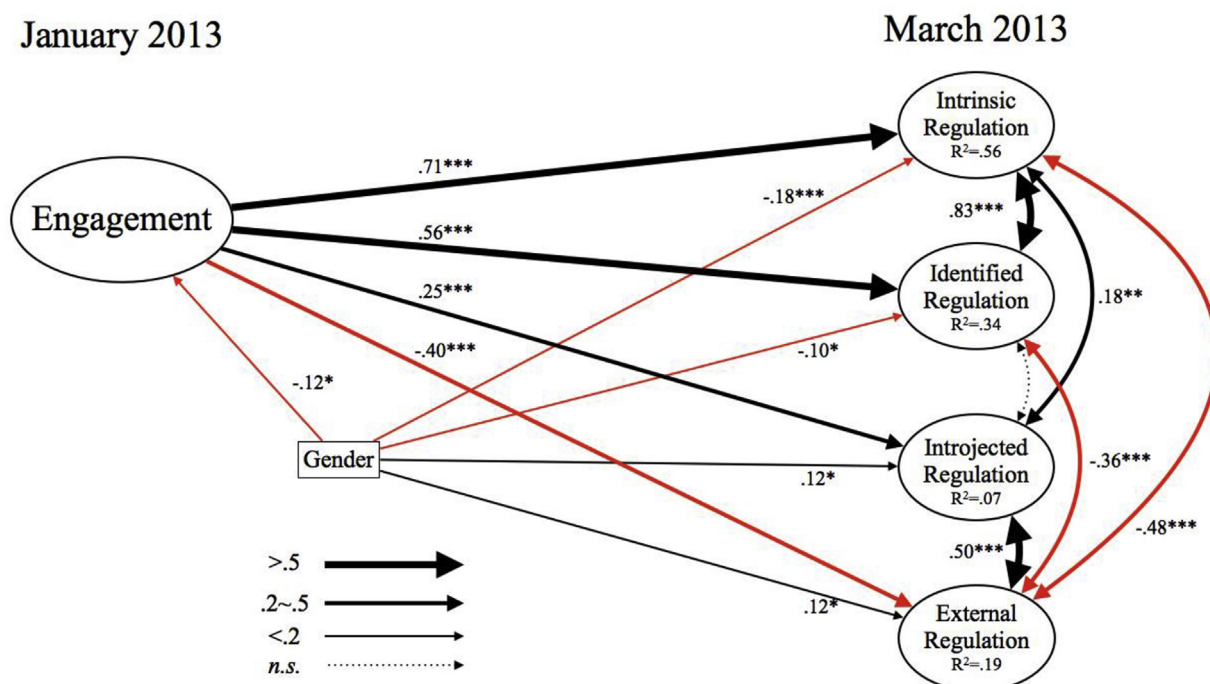 January 2013
March 2013
Intrinsic
Regulation
R²=.56
.71***
-.18***
Engagement
.83***
.56***
Identified
Regulation
R²=.34
.25***
.18**
-.40***
-.10*
-.12*
Gender
Introjected
Regulation
R²=.07
.12*
-.36***
-.48***
.50***
>.5
.2~.5
<.2
n.s.
.12*
External
Regulation
R²=.19